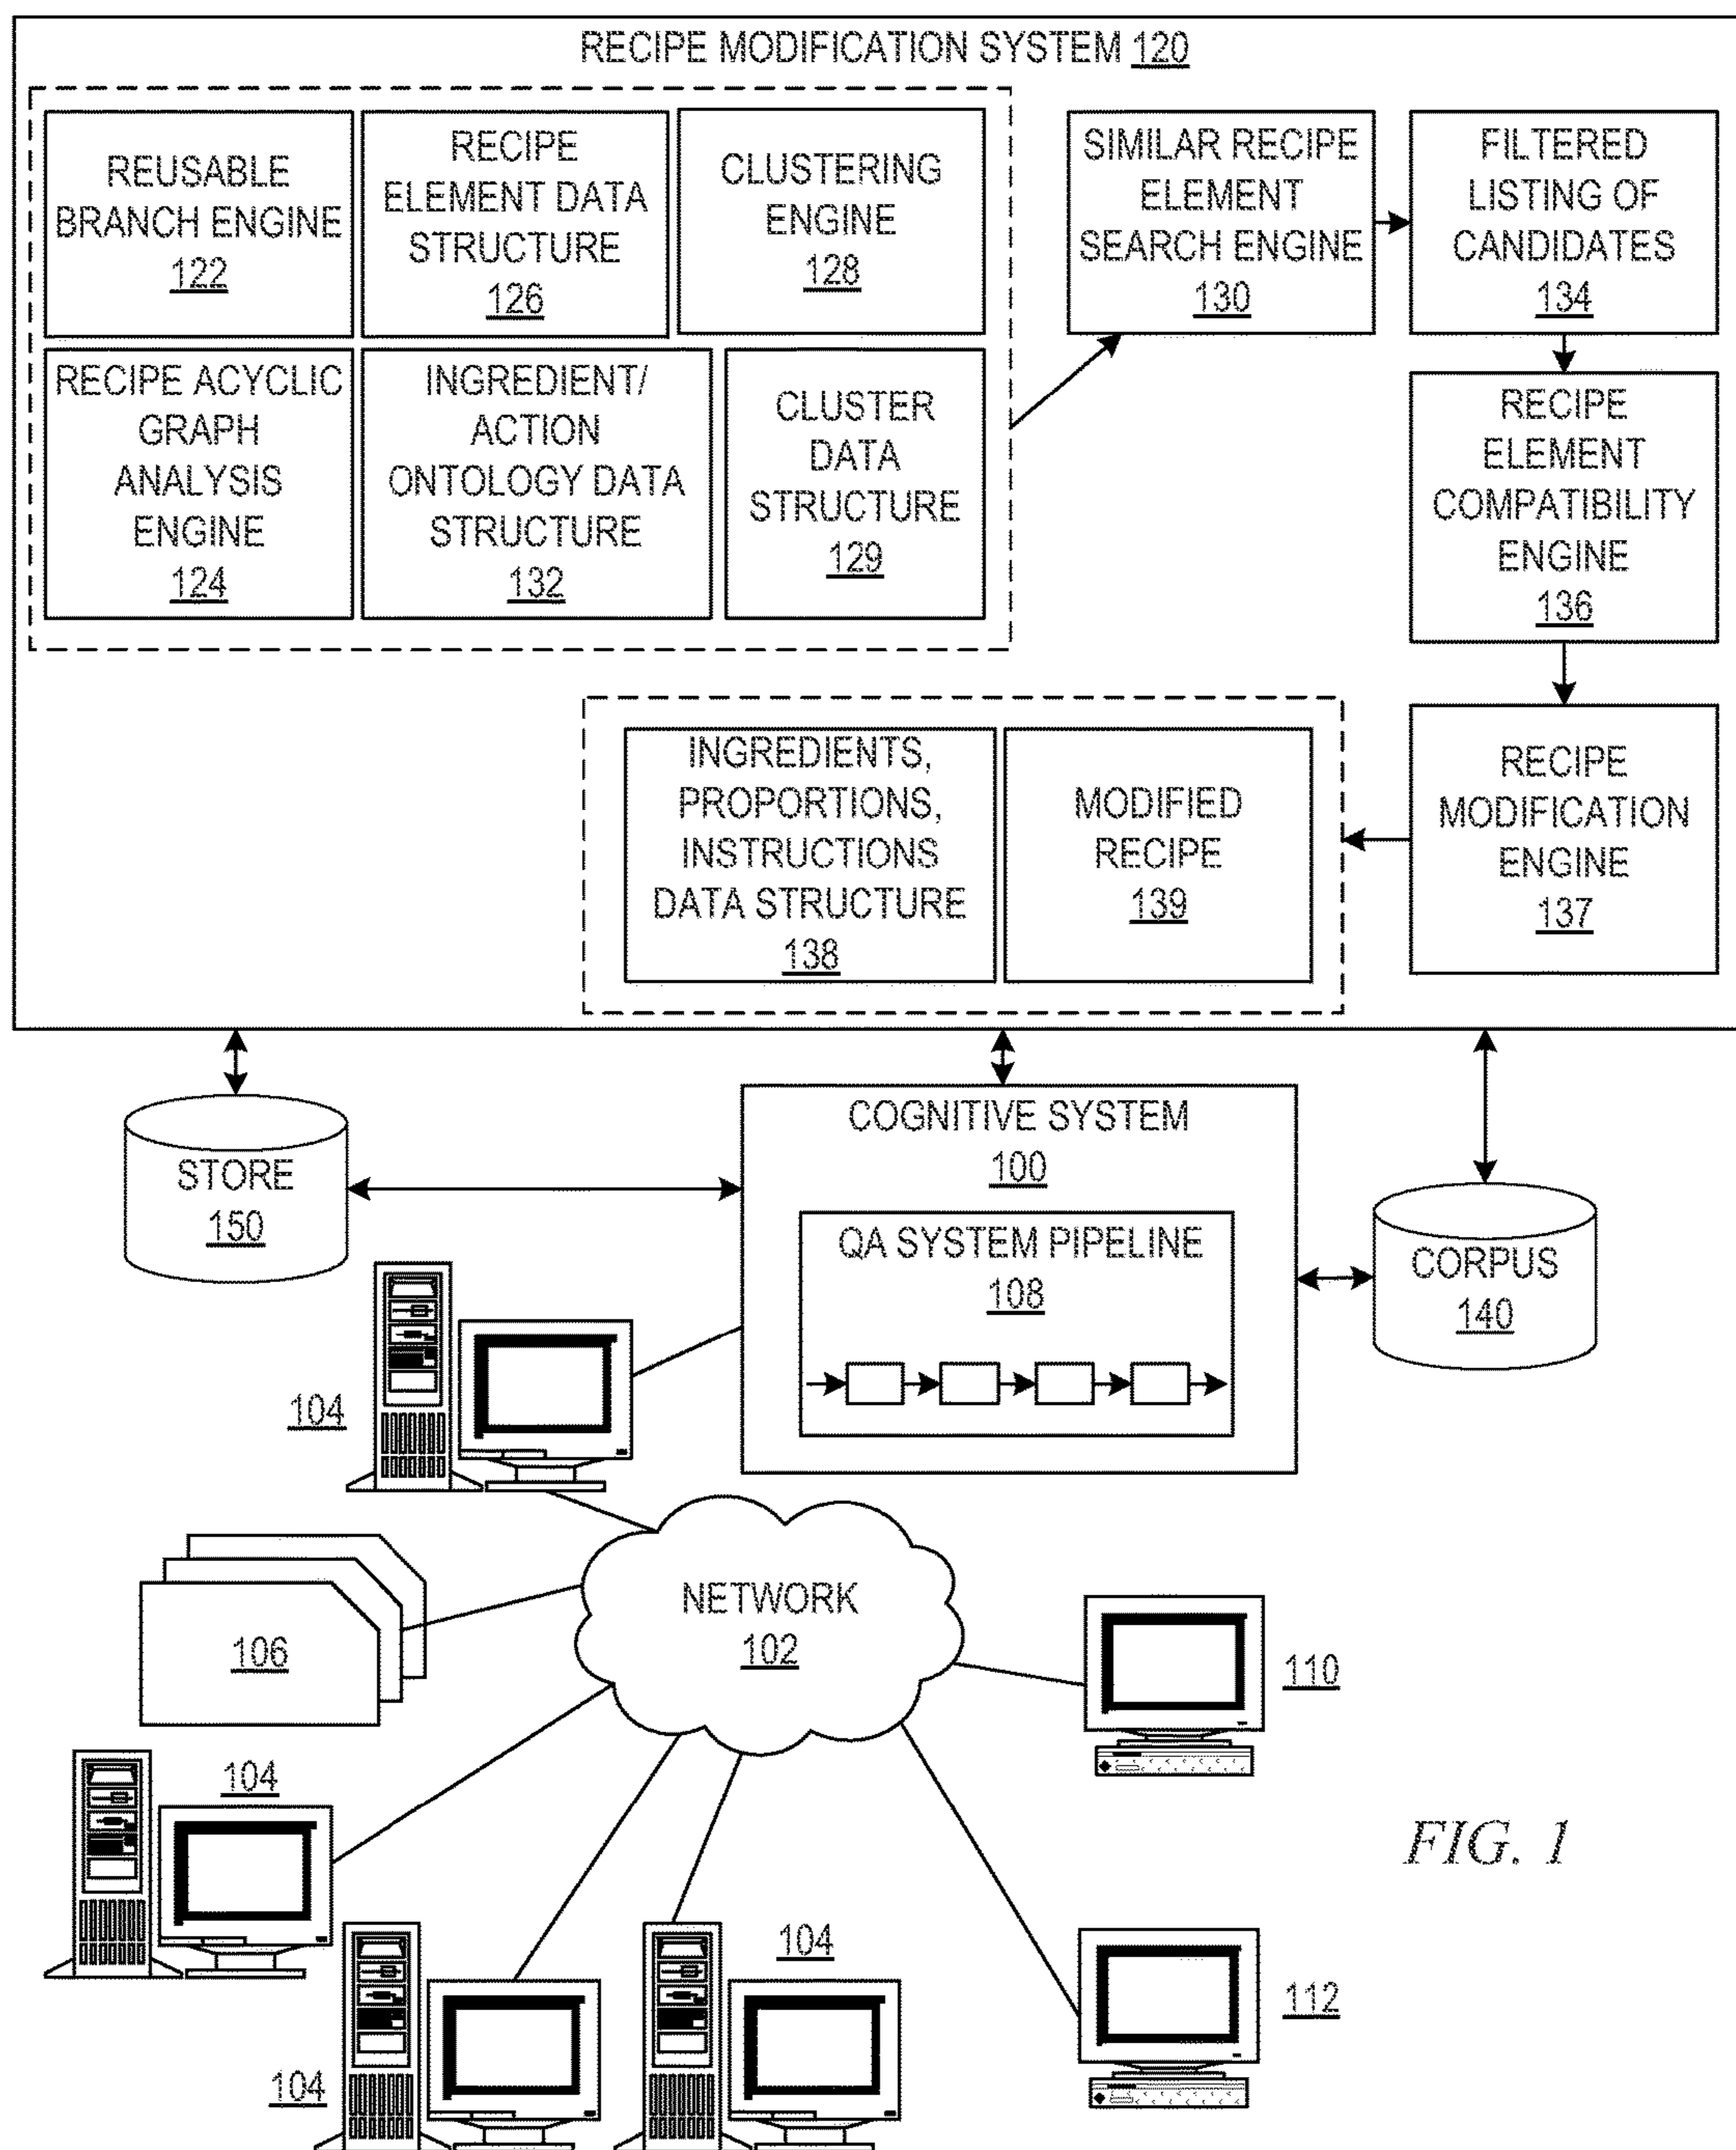 RECIPE MODIFICATION SYSTEM 120
REUSABLE
BRANCH ENGINE
122
RECIPE
ELEMENT DATA
STRUCTURE
126
CLUSTERING
ENGINE
128
SIMILAR RECIPE
ELEMENT
SEARCH ENGINE
130
FILTERED
LISTING OF
CANDIDATES
134
RECIPE ACYCLIC
GRAPH
ANALYSIS
ENGINE
124
INGREDIENT/
ACTION
ONTOLOGY DATA
STRUCTURE
132
CLUSTER
DATA
STRUCTURE
129
RECIPE
ELEMENT
COMPATIBILITY
ENGINE
136
INGREDIENTS,
PROPORTIONS,
INSTRUCTIONS
DATA STRUCTURE
138
MODIFIED
RECIPE
139
RECIPE
MODIFICATION
ENGINE
137
STORE
150
COGNITIVE SYSTEM
100
QA SYSTEM PIPELINE
108
CORPUS
140
104
106
NETWORK
102
110
104
FIG. 1
104
104
112